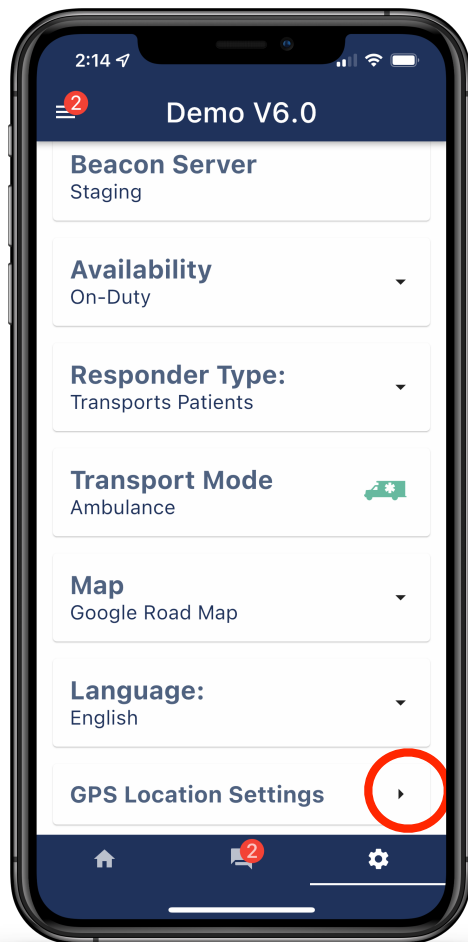 2:14
2
Demo V6.0
Beacon Server
Staging
Availability
On-Duty
Responder Type:
Transports Patients
Transport Mode
Ambulance
Map
Google Road Map
Language:
English
GPS Location Settings
2